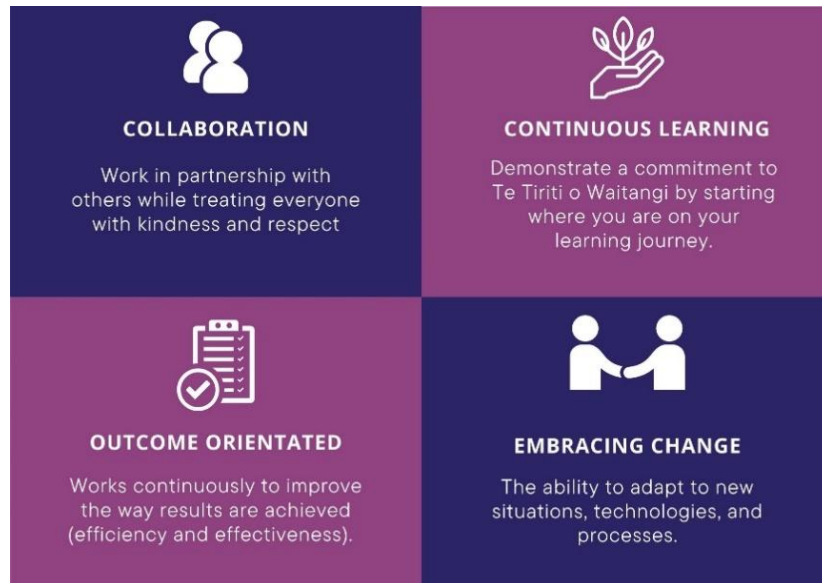 COLLABORATION
Work in partnership with
others while treating everyone
with kindness and respect
CONTINUOUS LEARNING
Demonstrate a commitment to
Te Tiriti o Waitangi by starting
where you are on your
learning journey.
OUTCOME ORIENTATED
Works continuously to improve
the way results are achieved
(efficiency and effectiveness).
EMBRACING CHANGE
The ability to adapt to new
situations, technologies, and
processes.